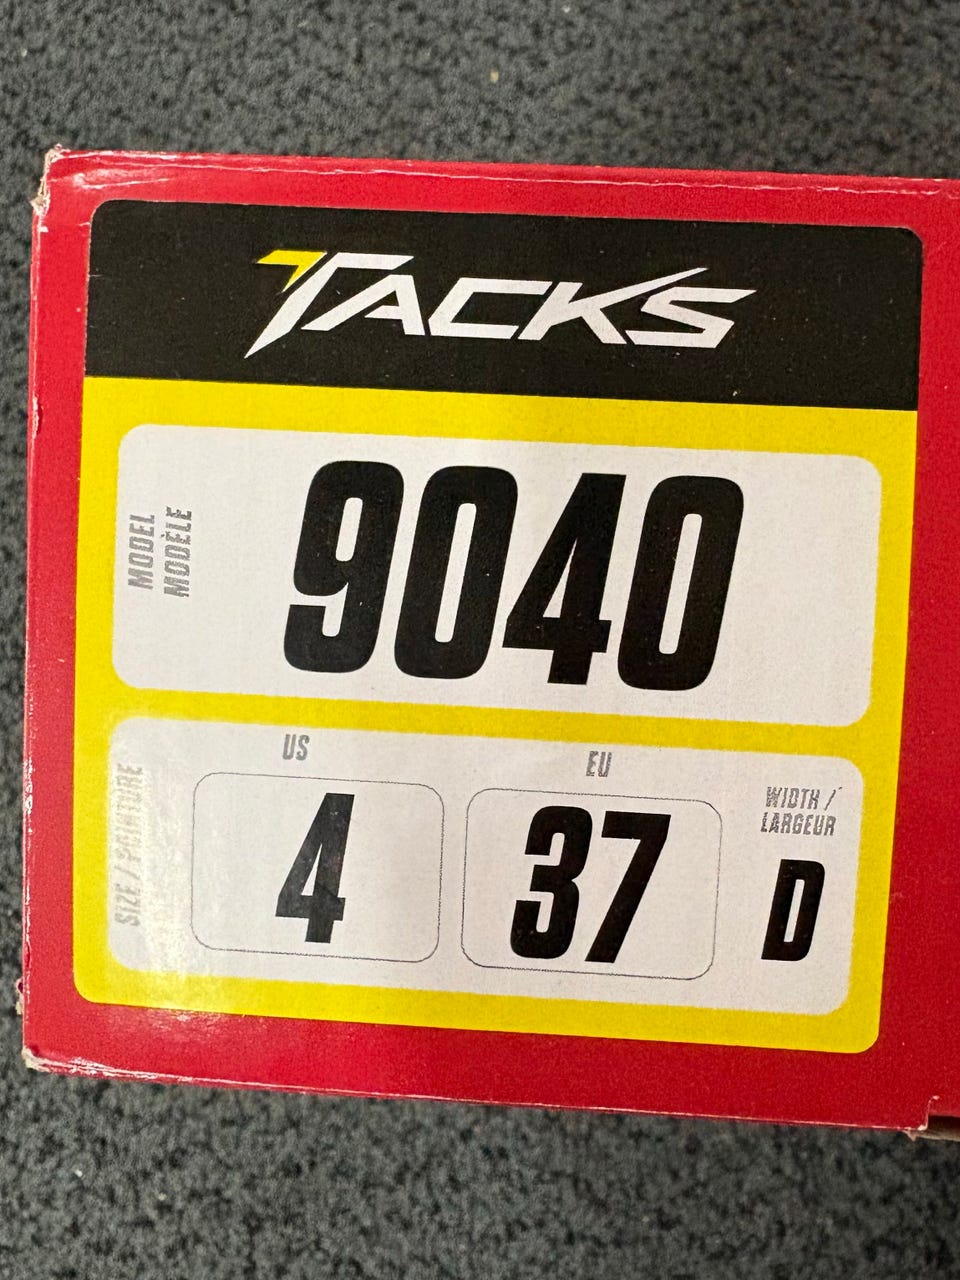 TACKS
MODEL
MODÈLE
9040
SIZE / POINTURE
US
4
EU
37
WIDTH /
LARGEUR
D